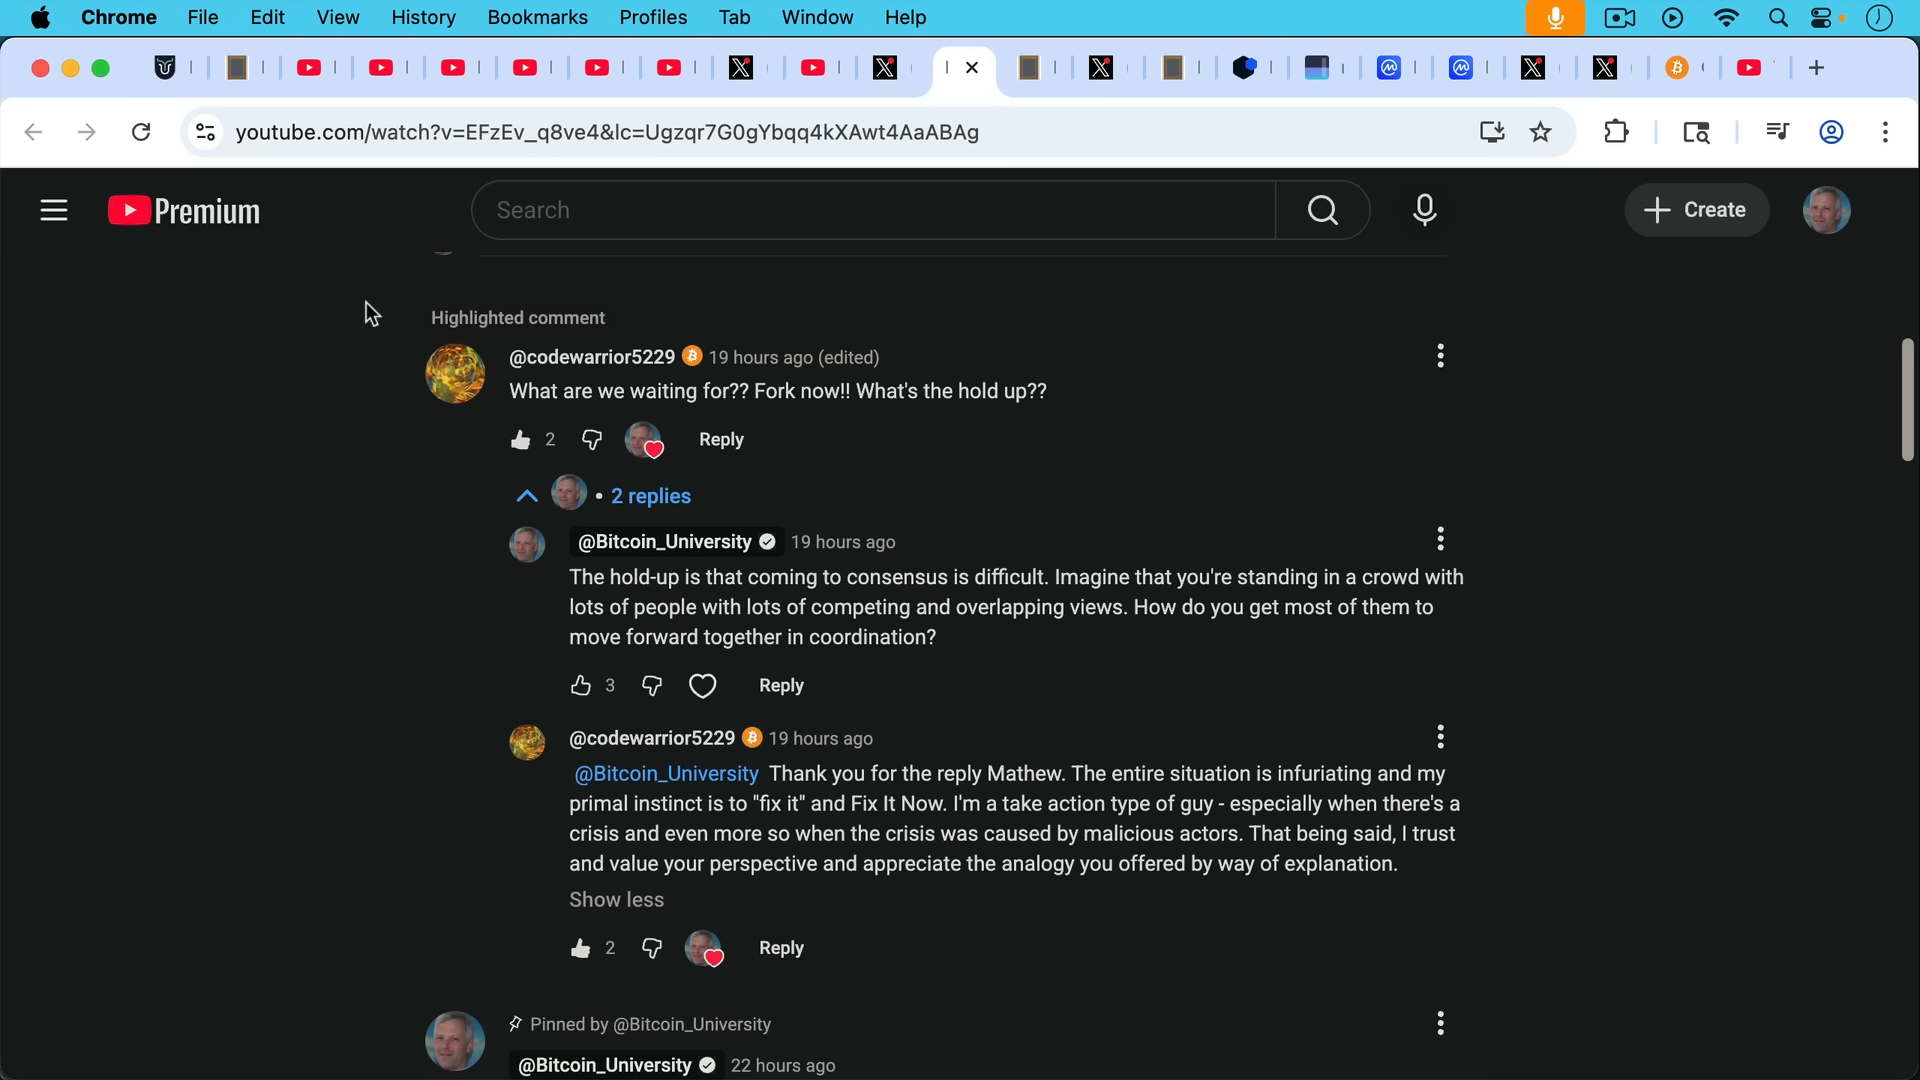 Chrome File Edit View History Bookmarks Profiles Tab Window Help
youtube.com/watch?v=EFzEv_q8ve4&lc=Ugzqr7G0gYbqq4kXAwt4AaABAg
Premium
Search
Create
Highlighted comment
@codewarrior5229 19 hours ago (edited)
What are we waiting for?? Fork now!! What's the hold up??
2 Reply
• 2 replies
@Bitcoin_University 19 hours ago
The hold-up is that coming to consensus is difficult. Imagine that you're standing in a crowd with
lots of people with lots of competing and overlapping views. How do you get most of them to
move forward together in coordination?
3 Reply
@codewarrior5229 19 hours ago
@Bitcoin_University Thank you for the reply Mathew. The entire situation is infuriating and my
primal instinct is to "fix it" and Fix It Now. I'm a take action type of guy - especially when there's a
crisis and even more so when the crisis was caused by malicious actors. That being said, I trust
and value your perspective and appreciate the analogy you offered by way of explanation.
Show less
2 Reply
Pinned by @Bitcoin_University
@Bitcoin_University 22 hours ago